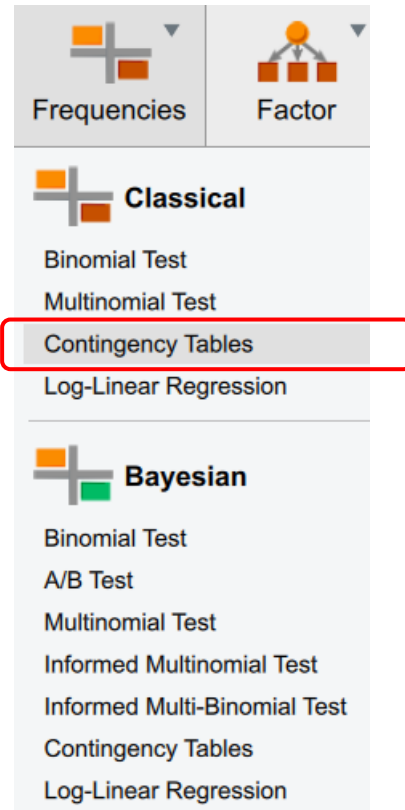 Frequencies Factor
Classical
Binomial Test
Multinomial Test
Contingency Tables
Log-Linear Regression
Bayesian
Binomial Test
A/B Test
Multinomial Test
Informed Multinomial Test
Informed Multi-Binomial Test
Contingency Tables
Log-Linear Regression